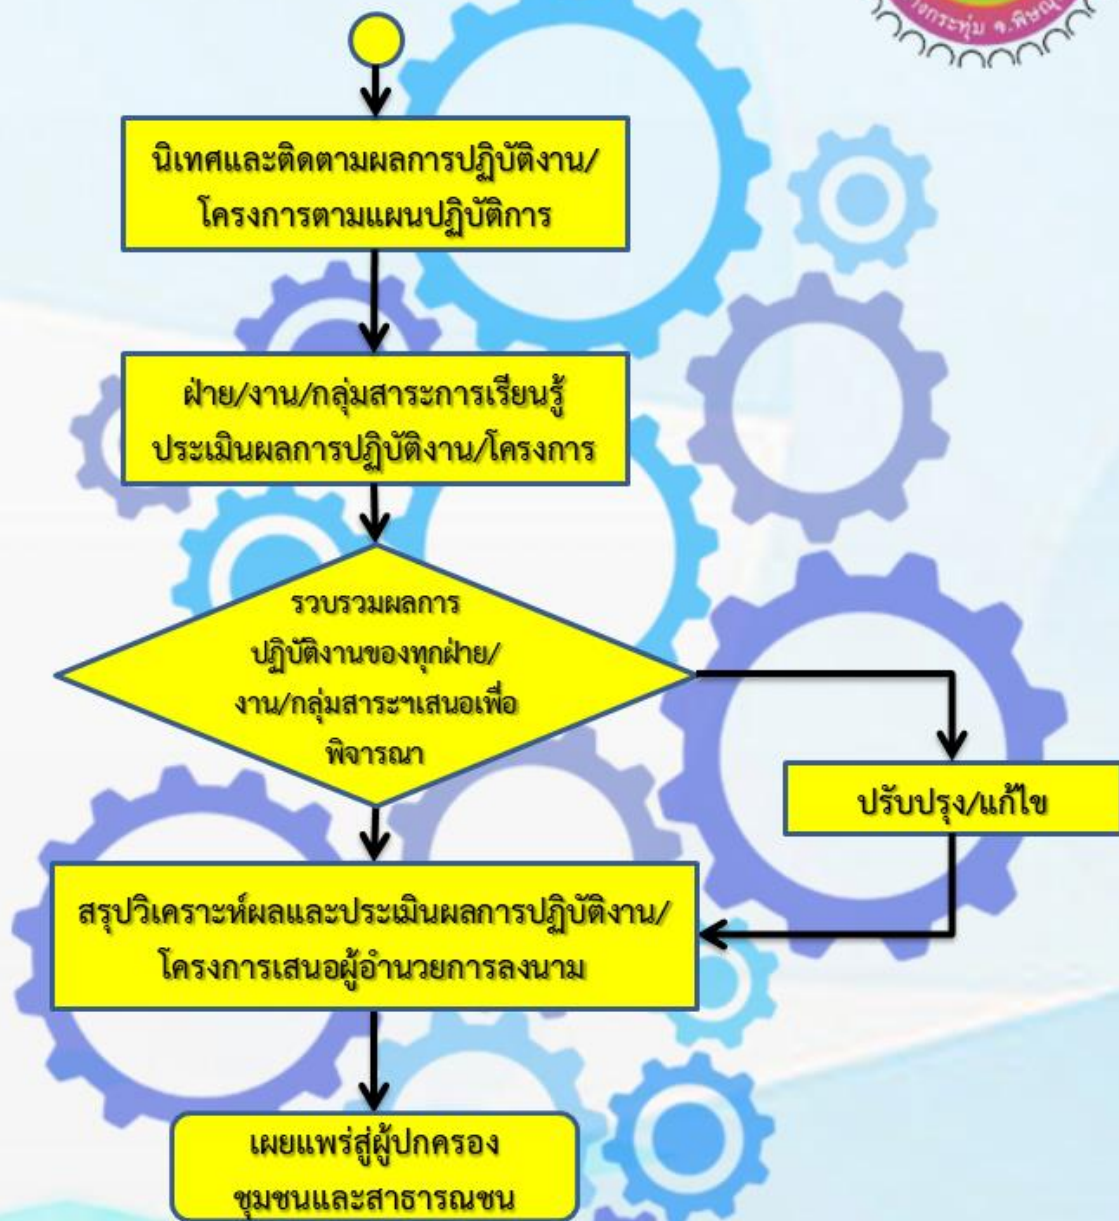 างกระทุ่ม จ.พิษณุ
นิเทศและติดตามผลการปฏิบัติงาน/
โครงการตามแผนปฏิบัติการ
ฝ่าย/งาน/กลุ่มสาระการเรียนรู้
ประเมินผลการปฏิบัติงาน/โครงการ
รวบรวมผลการ
ปฏิบัติงานของทุกฝ่าย/
งาน/กลุ่มสาระฯเสนอเพื่อ
พิจารณา
ปรับปรุง/แก้ไข
สรุปวิเคราะห์ผลและประเมินผลการปฏิบัติงาน/
โครงการเสนอผู้อำนวยการลงนาม
เผยแพร่สู่ผู้ปกครอง
ชุมชนและสาธารณชน